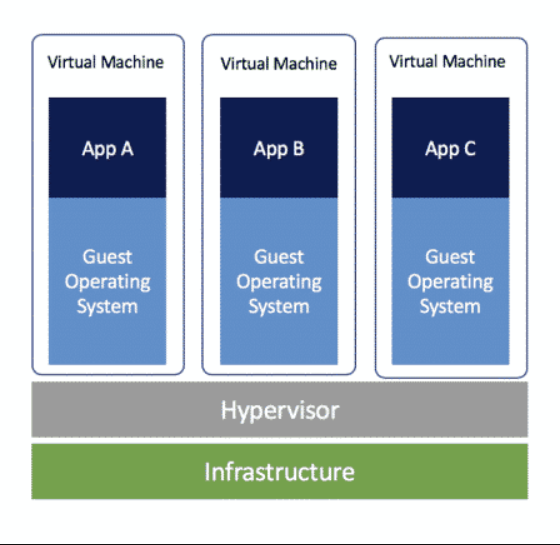 Virtual Machine
App A
Guest
Operating
System
Virtual Machine
App B
Guest
Operating
System
Virtual Machine
App C
Guest
Operating
System
Hypervisor
Infrastructure